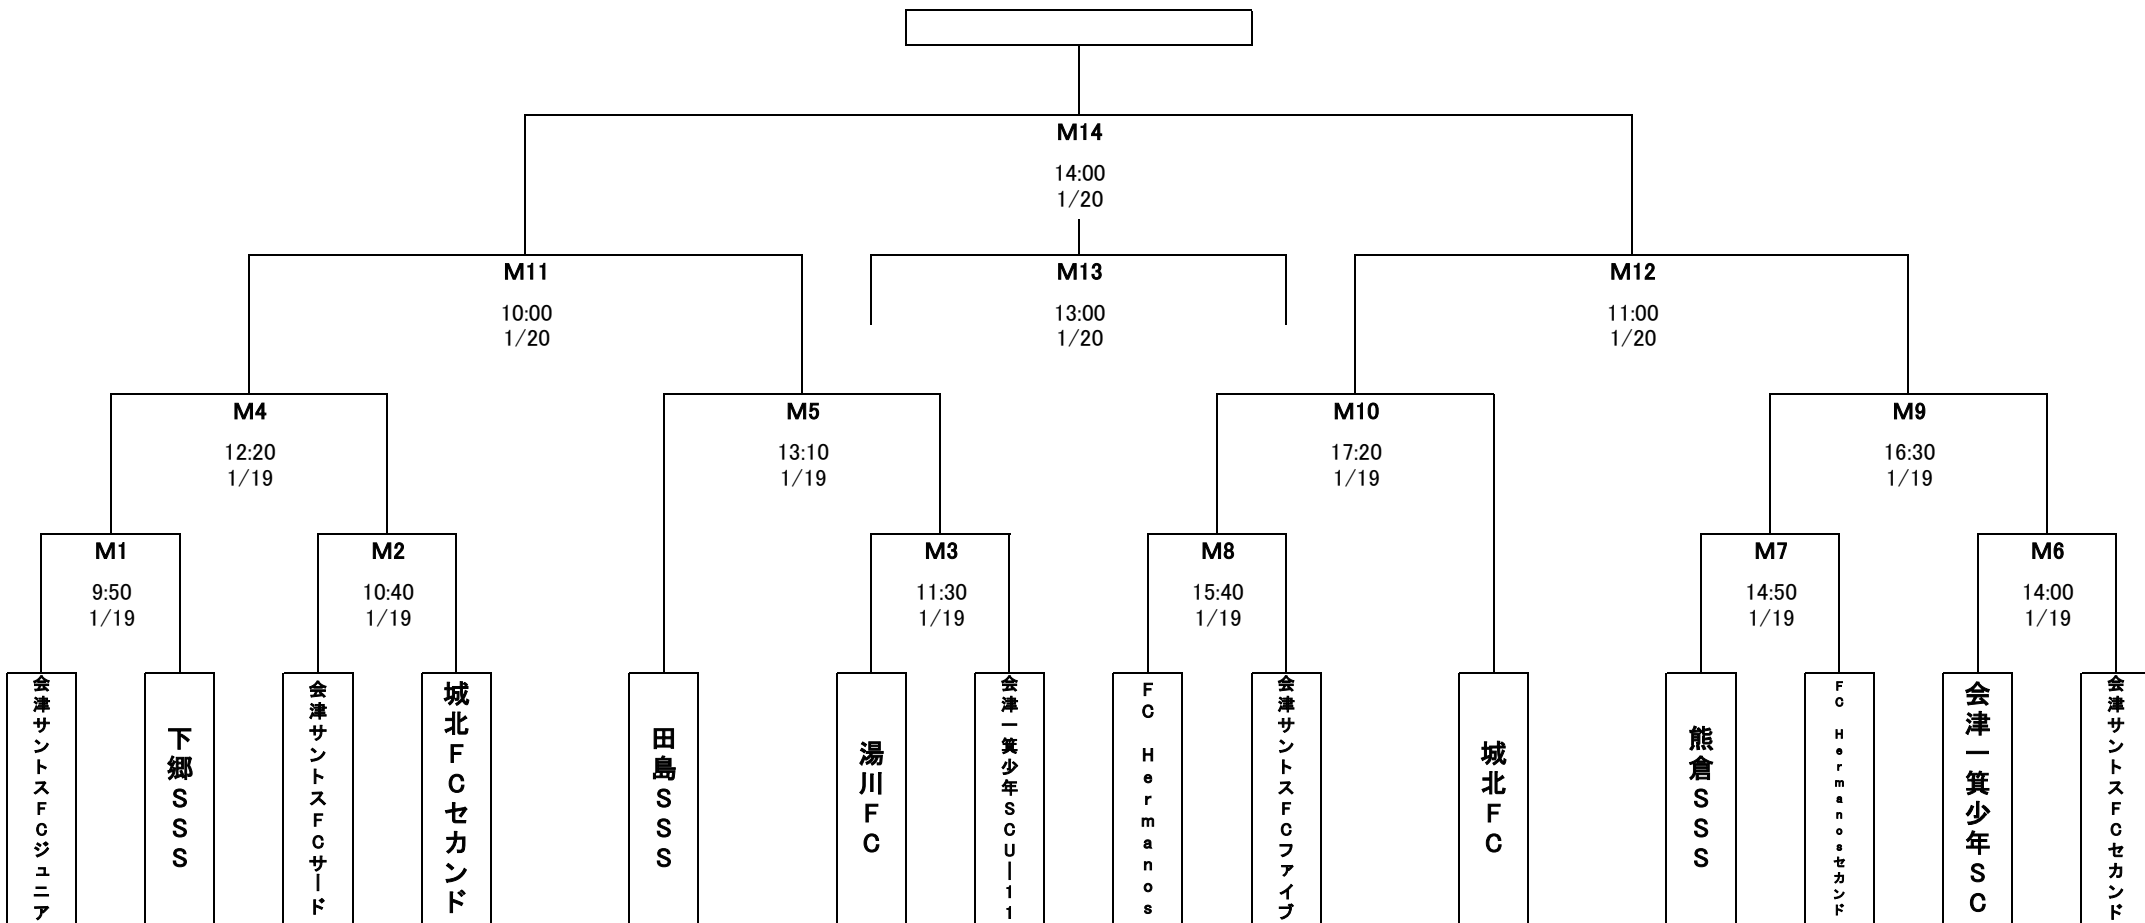 M14
14:00
1/20
M11
10:00
1/20
M13
13:00
1/20
M12
11:00
1/20
M4
12:20
1/19
M5
13:10
1/19
M10
17:20
1/19
M9
16:30
1/19
M1
9:50
1/19
M2
10:40
1/19
M3
11:30
1/19
M8
15:40
1/19
M7
14:50
1/19
M6
14:00
1/19
会津サントスFCジュニア
下郷SSS
会津サントスFCサード
城北FCセカンド
田島SSS
湯川FC
会津一箕少年SCU―11
FC Hermanos
会津サントスFCファイブ
城北FC
熊倉SSS
FC Hermanosセカンド
会津一箕少年SC
会津サントスFCセカンド